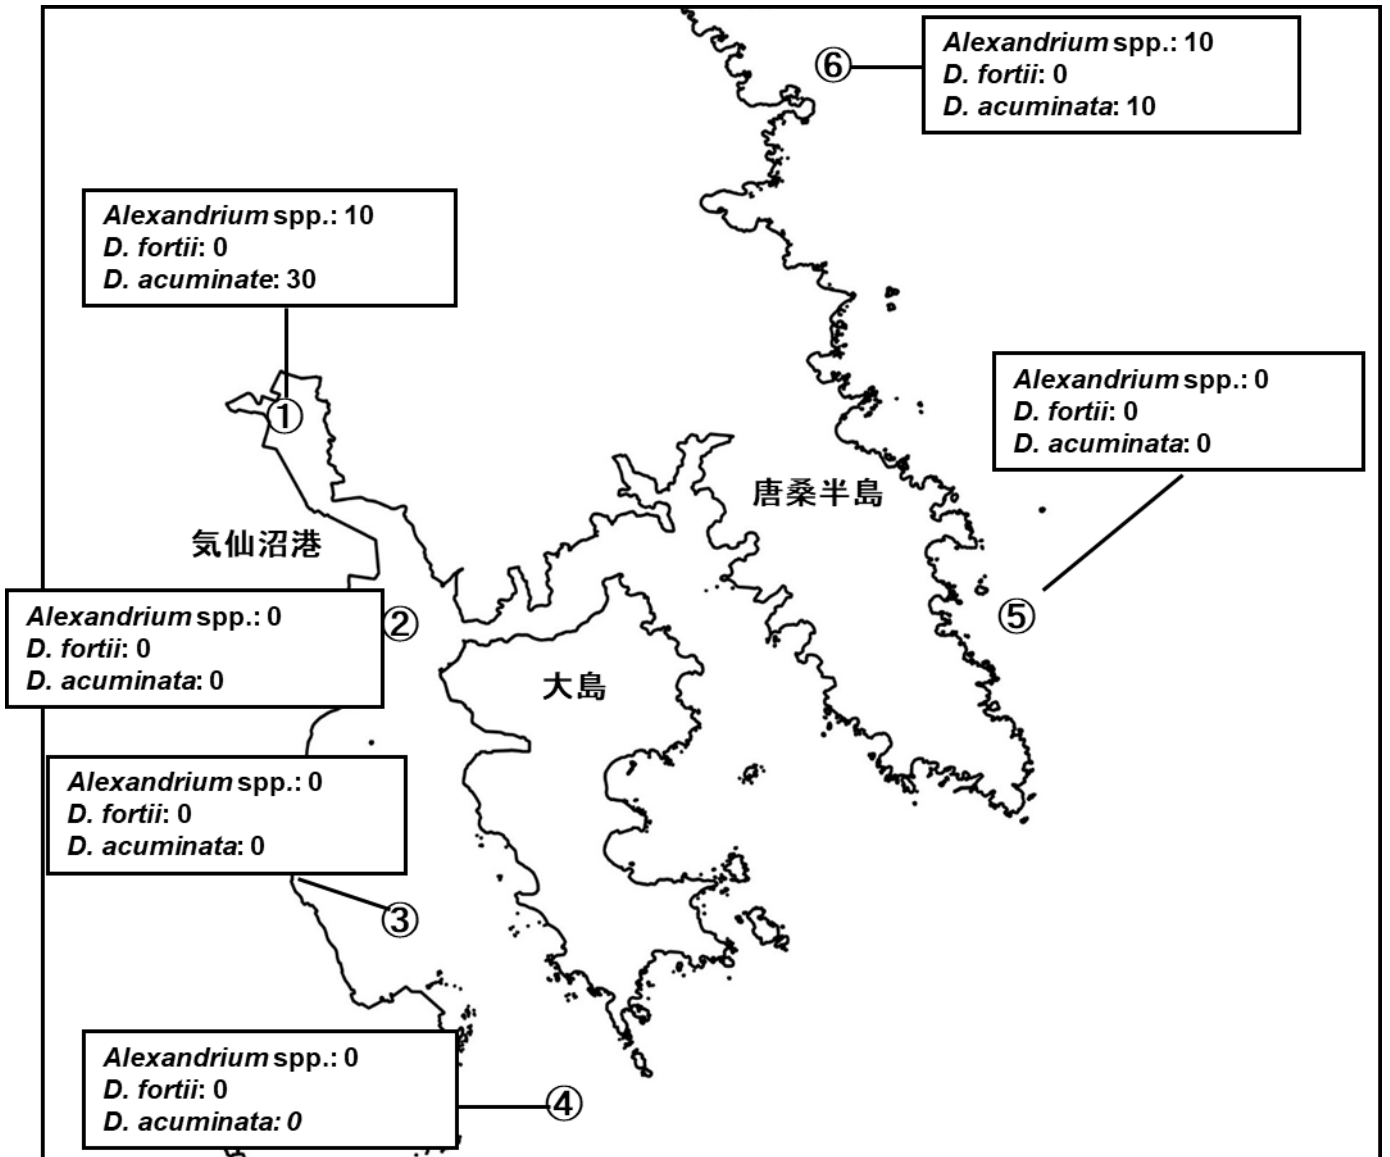 ⑥
Alexandrium spp.: 10
D. fortii: 0
D. acuminata: 10
Alexandrium spp.: 10
D. fortii: 0
D. acuminate: 30
①
Alexandrium spp.: 0
D. fortii: 0
D. acuminata: 0
唐桑半島
気仙沼港
⑤
Alexandrium spp.: 0
D. fortii: 0
D. acuminata: 0
②
大島
Alexandrium spp.: 0
D. fortii: 0
D. acuminata: 0
③
Alexandrium spp.: 0
D. fortii: 0
D. acuminata: 0
④